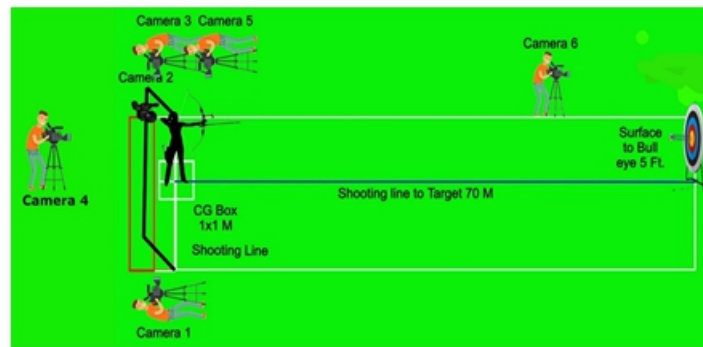 Camera 3 Camera 5
Camera 2
Camera 6
Camera 4
Surface
to Bull
eye 5 Ft.
Shooting line to Target 70 M
CG Box
1x1 M
Shooting Line
Camera 1